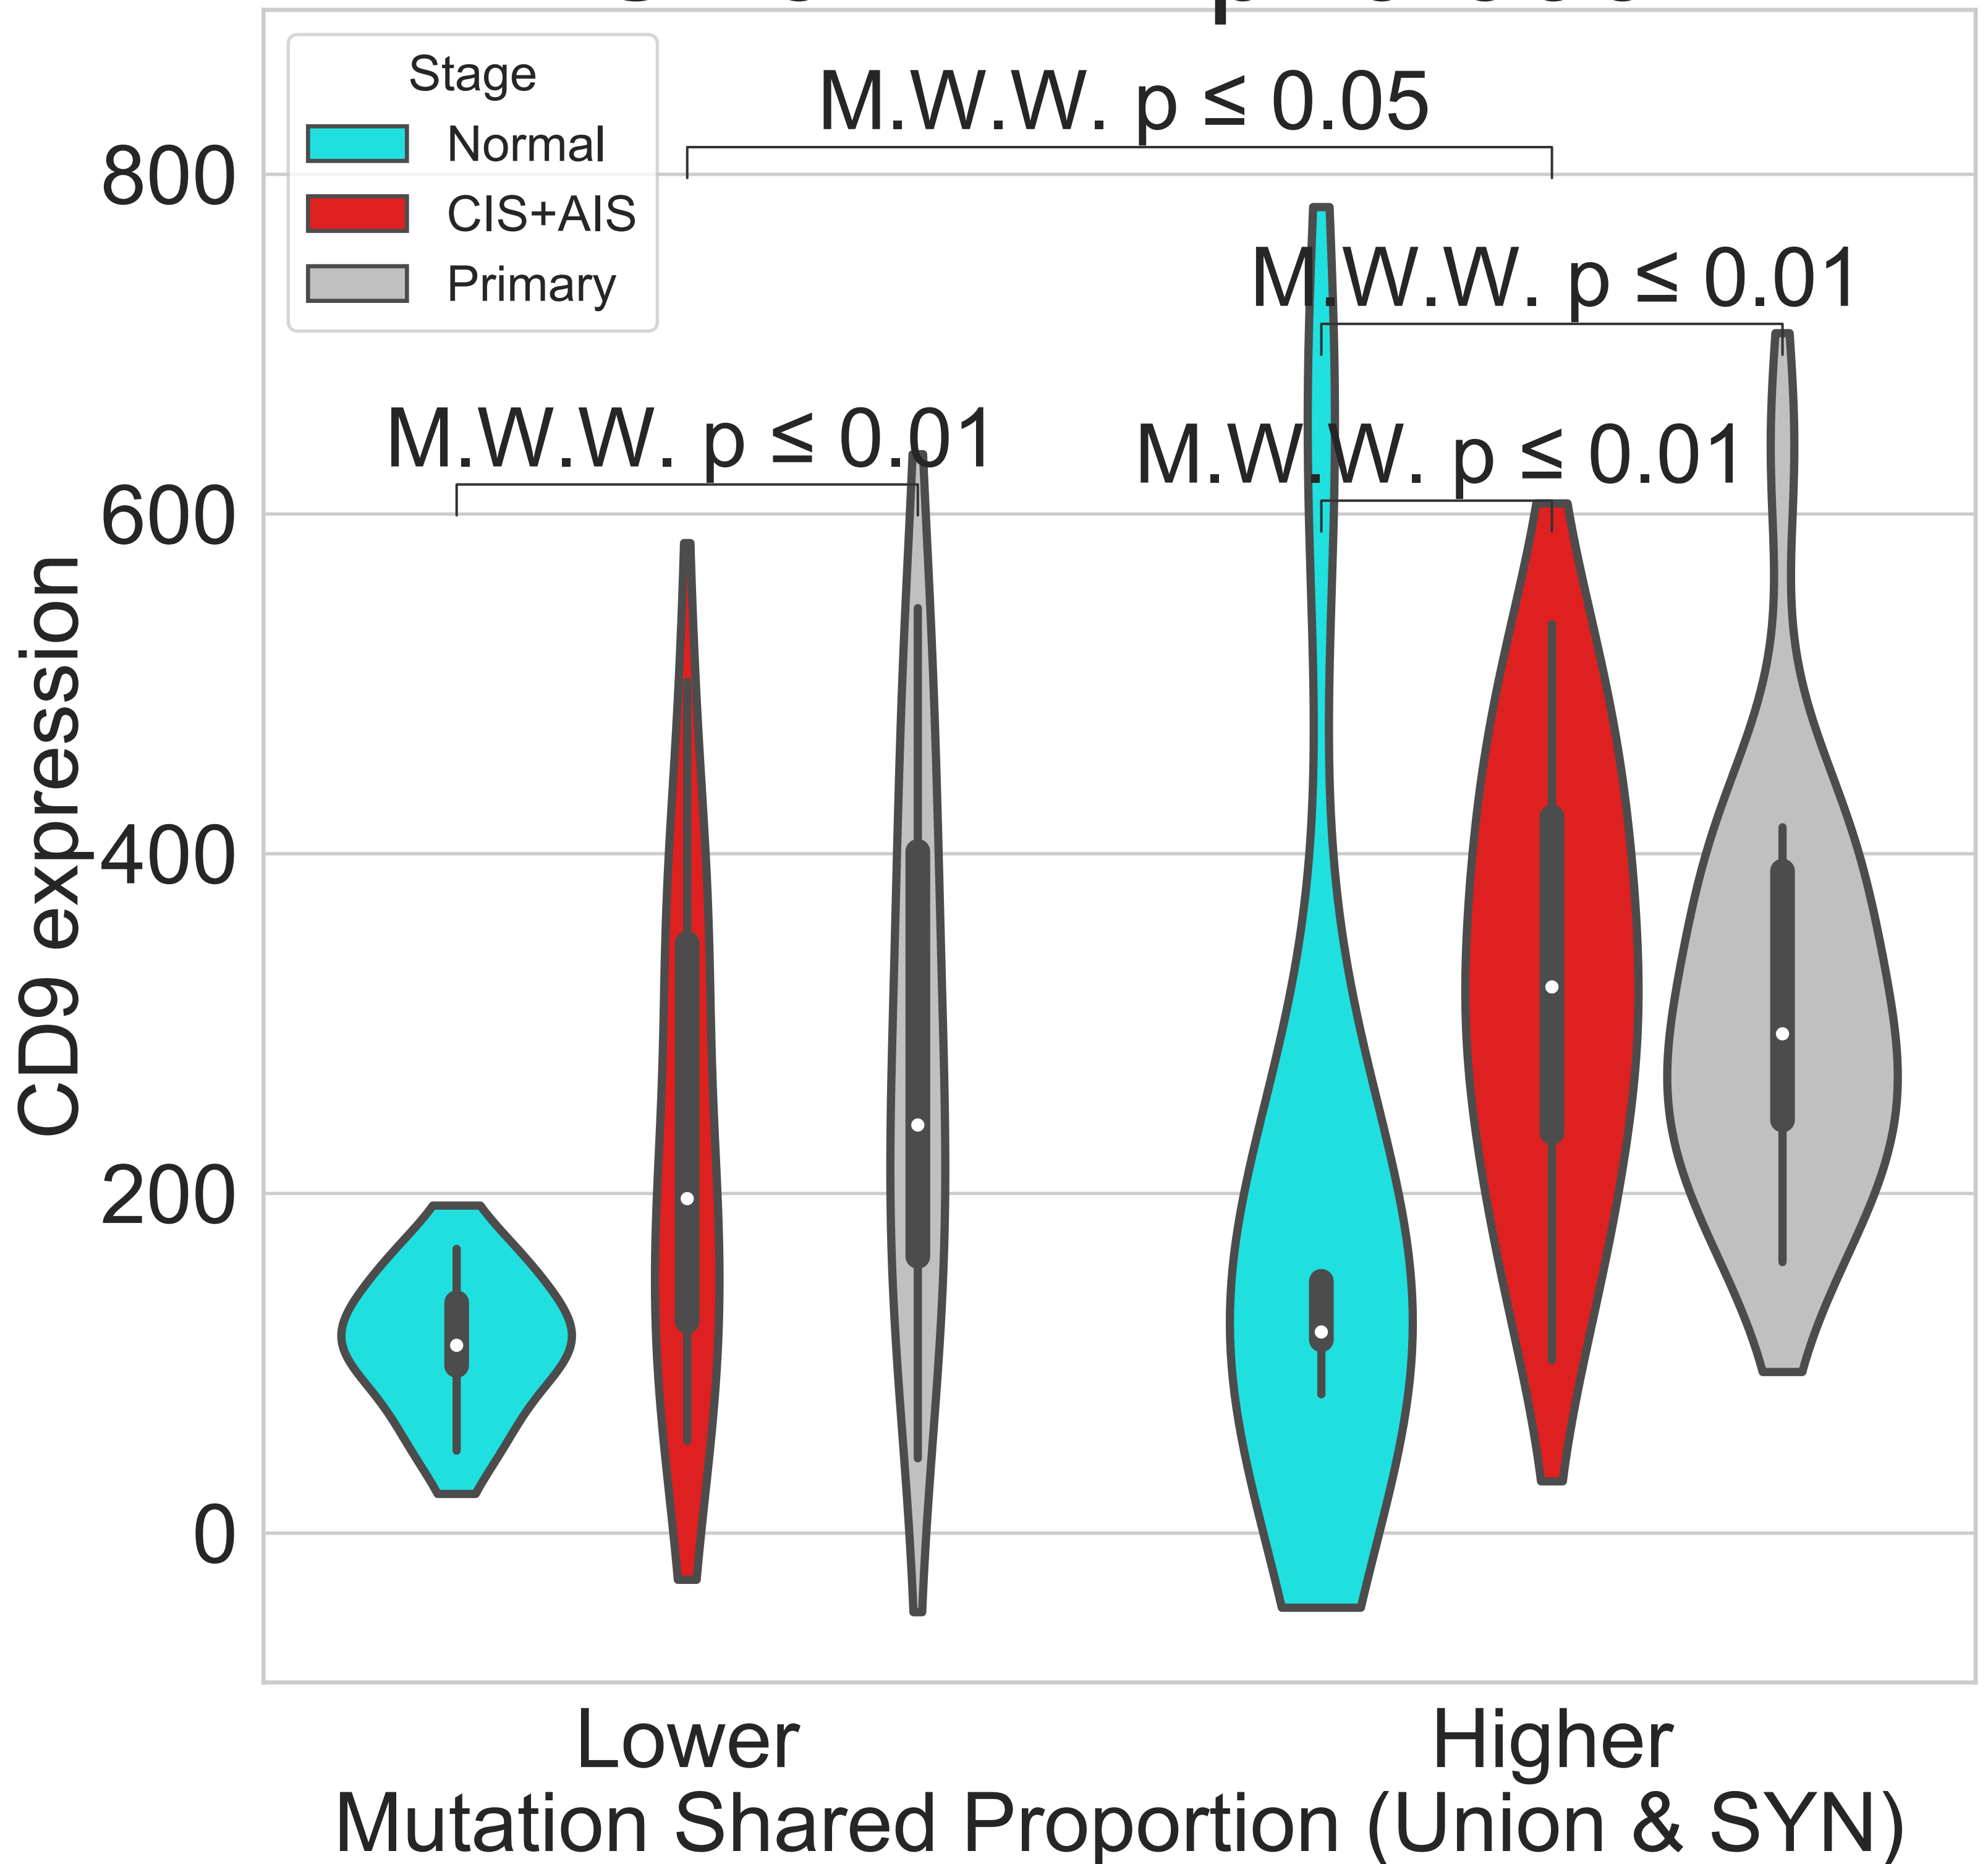 Stage
Normal
CIS+AIS
Primary
M.W.W. p ≤ 0.05
M.W.W. p ≤ 0.01
M.W.W. p ≤ 0.01
M.W.W. p ≤ 0.01
CD9 expression
800
600
400
200
0
Lower
Higher
Mutation Shared Proportion (Union & SYN)